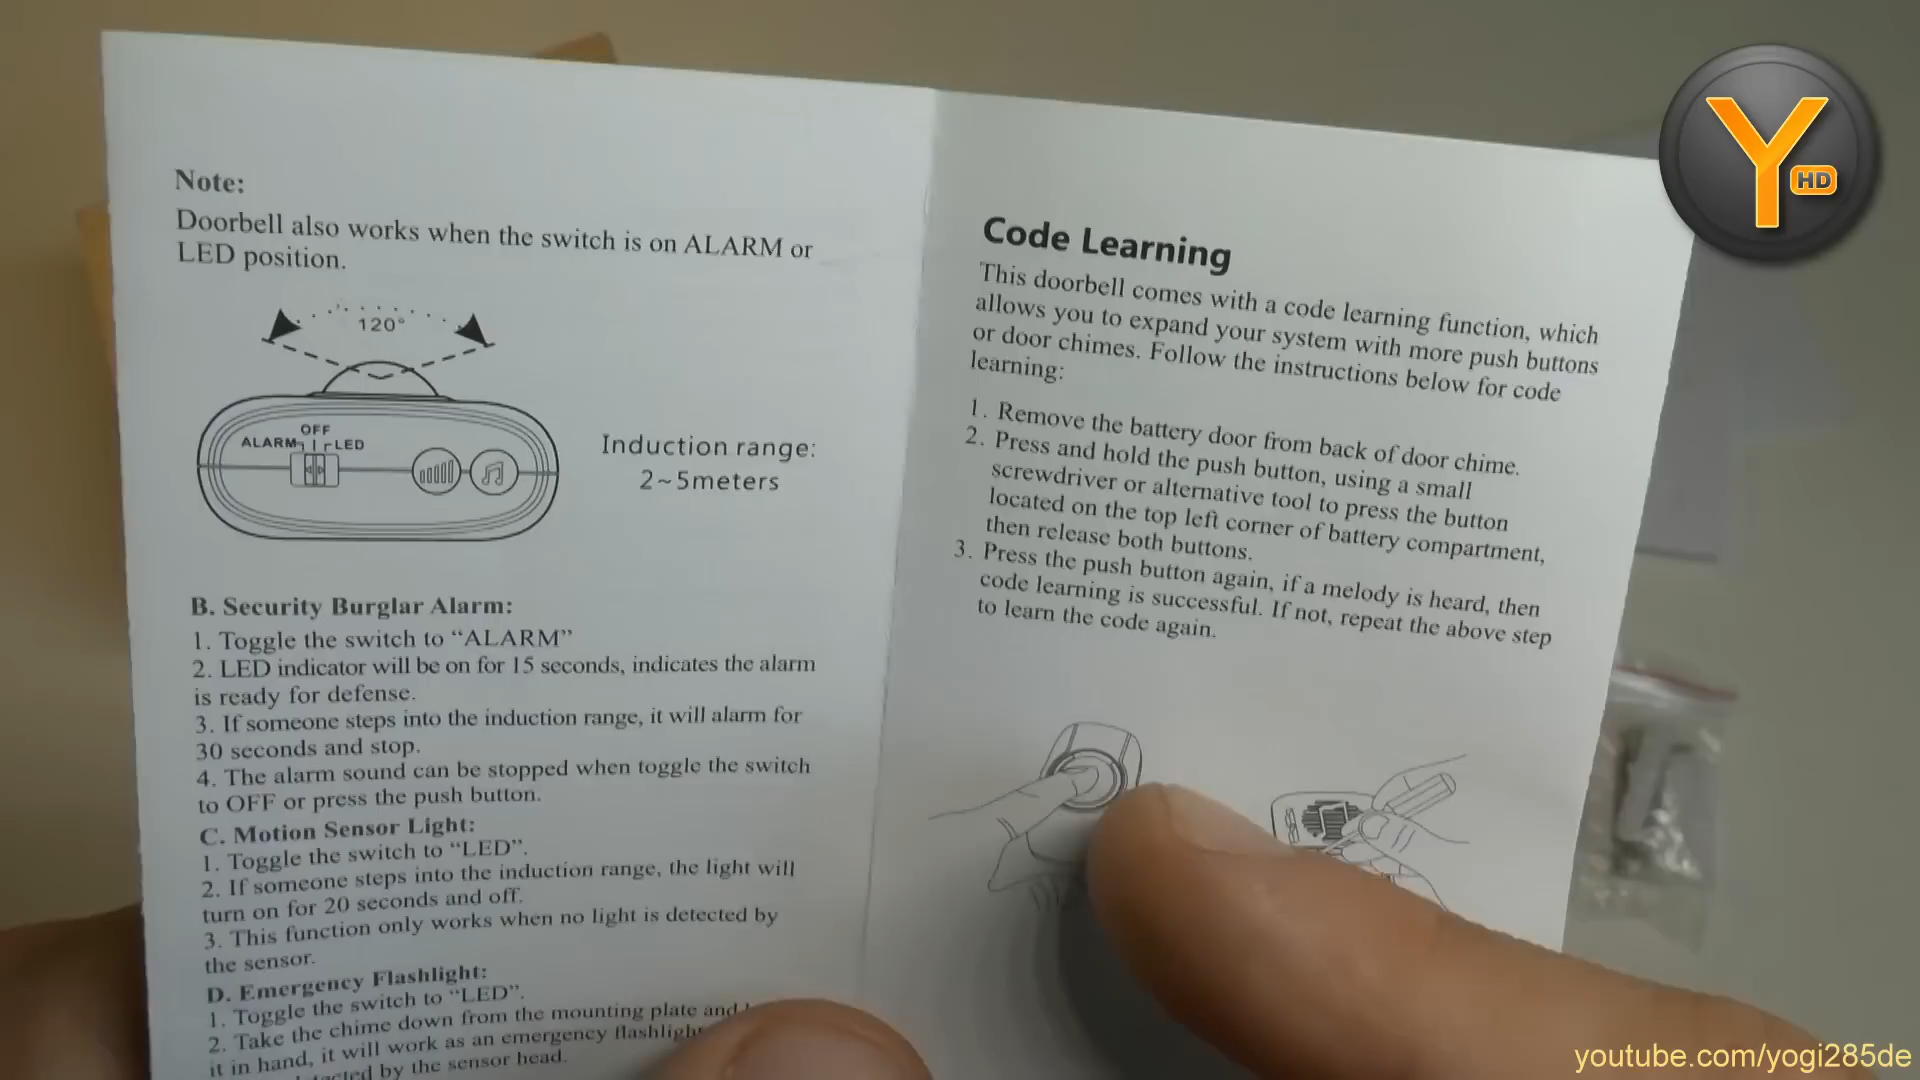 Note:
Doorbell also works when the switch is on ALARM or
LED position.
120°
OFF
ALARM
LED
Induction range:
2~5meters
B. Security Burglar Alarm:
1. Toggle the switch to “ALARM”
2. LED indicator will be on for 15 seconds, indicates the alarm
is ready for defense.
3. If someone steps into the induction range, it will alarm for
30 seconds and stop.
4. The alarm sound can be stopped when toggle the switch
to OFF or press the push button.
C. Motion Sensor Light:
1. Toggle the switch to “LED”.
2. If someone steps into the induction range, the light will
turn on for 20 seconds and off.
3. This function only works when no light is detected by
the sensor.
D. Emergency Flashlight:
1. Toggle the switch to “LED”.
2. Take the chime down from the mounting plate and
it in hand, it will work as an emergency flashlight
by the sensor head.
Code Learning
This doorbell comes with a code learning function, which
allows you to expand your system with more push buttons
or door chimes. Follow the instructions below for code
learning:
1. Remove the battery door from back of door chime.
2. Press and hold the push button, using a small
screwdriver or alternative tool to press the button
located on the top left corner of battery compartment,
then release both buttons.
3. Press the push button again, if a melody is heard, then
code learning is successful. If not, repeat the above step
to learn the code again.
Y HD
youtube.com/yogi285de